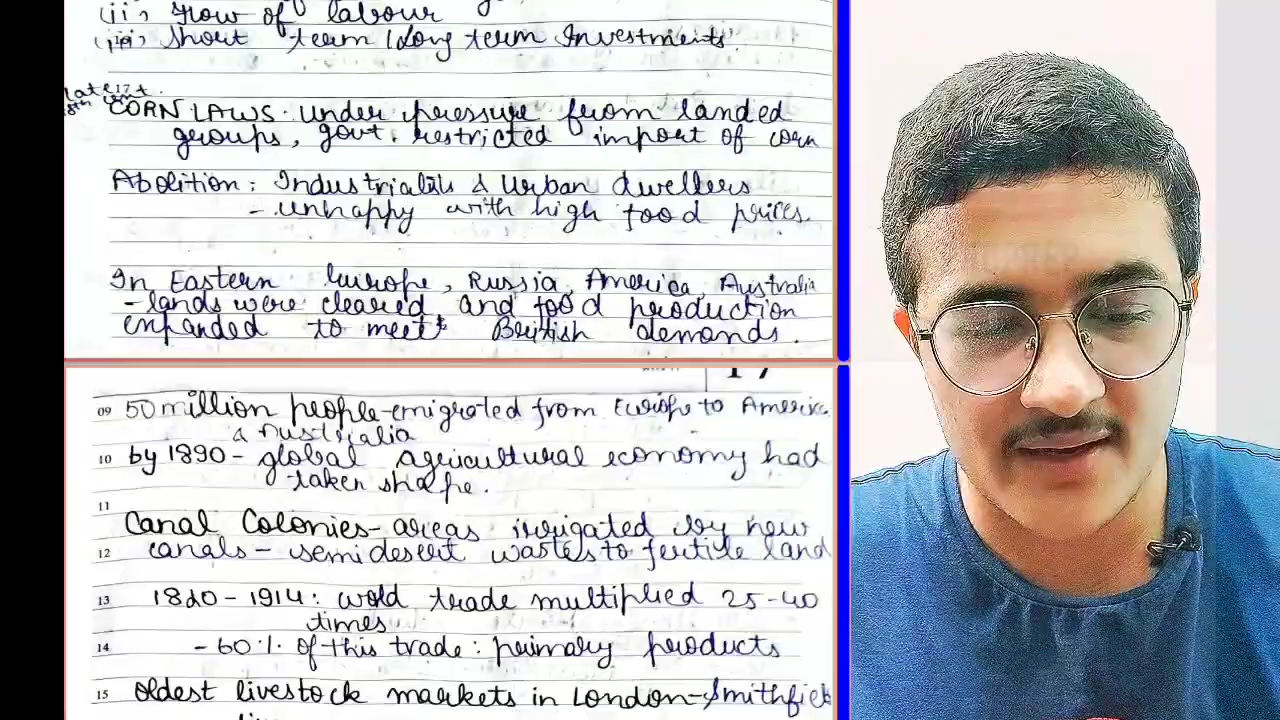 (ii) flow of labour
(iii) Short term / Long term Investments
CORN LAWS. under pressure from landed
groups, govt. restricted import of corn
Abolition: Industrialists & Urban dwellers
- unhappy with high food prices.
In Eastern Europe, Russia, America, Australia
- lands were cleared and food production
expanded to meet British demands.
09 50 million people - emigrated from Europe to America
& Australia
10 by 1890 - global agricultural economy had
taken shape.
11
Canal Colonies - areas irrigated by new
12 canals - semi desert wastes to fertile land
13 1820 - 1914: world trade multiplied 25-40
times
14 - 60% of this trade: primary products
15 oldest livestock markets in London - Smithfiel